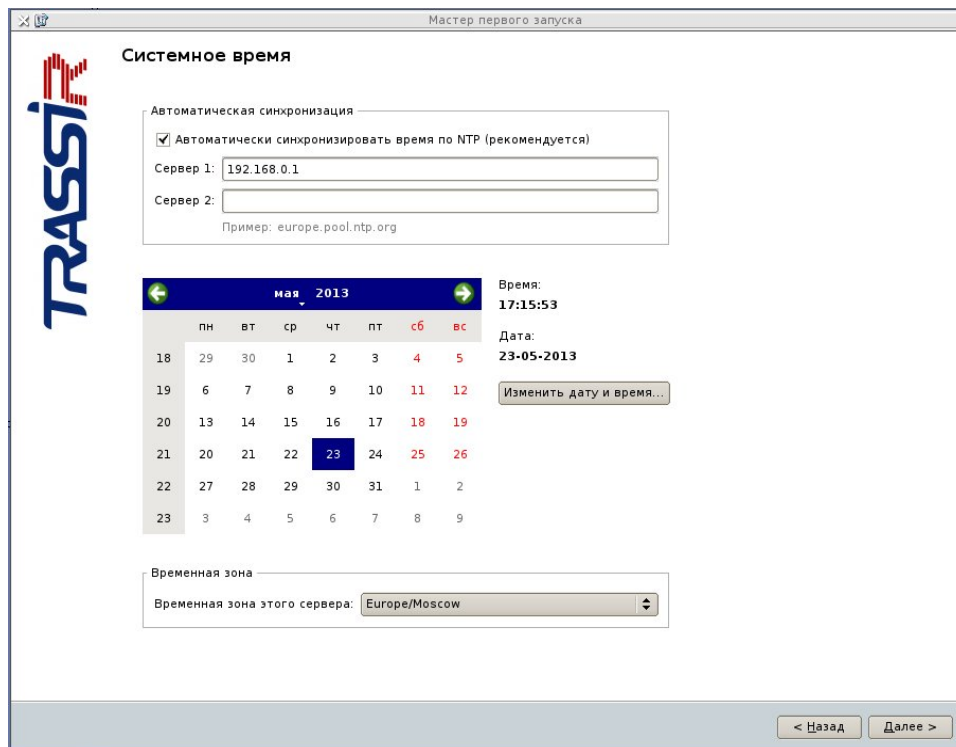 Мастер первого запуска
TRASSIR
Системное время
Автоматическая синхронизация
Автоматически синхронизировать время по NTP (рекомендуется)
Сервер 1: 192.168.0.1
Сервер 2:
Пример: europe.pool.ntp.org
мая 2013
пн вт ср чт пт сб вс
18 29 30 1 2 3 4 5
19 6 7 8 9 10 11 12
20 13 14 15 16 17 18 19
21 20 21 22 23 24 25 26
22 27 28 29 30 31 1 2
23 3 4 5 6 7 8 9
Время:
17:15:53
Дата:
23-05-2013
Изменить дату и время...
Временная зона
Временная зона этого сервера: Europe/Moscow
< Назад
Далее >